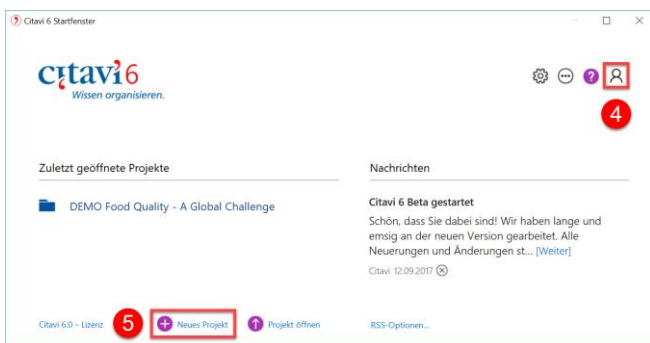 Citavi 6 Startfenster
cıtavi6
Wissen organisieren.
?
4
Zuletzt geöffnete Projekte
Nachrichten
DEMO Food Quality - A Global Challenge
Citavi 6 Beta gestartet
Schön, dass Sie dabei sind! Wir haben lange und
emsig an der neuen Version gearbeitet. Alle
Neuerungen und Änderungen st... [Weiter]
Citavi 12.09.2017
Citavi 6.0 – Lizenz
5
Neues Projekt
Projekt öffnen
RSS-Optionen...